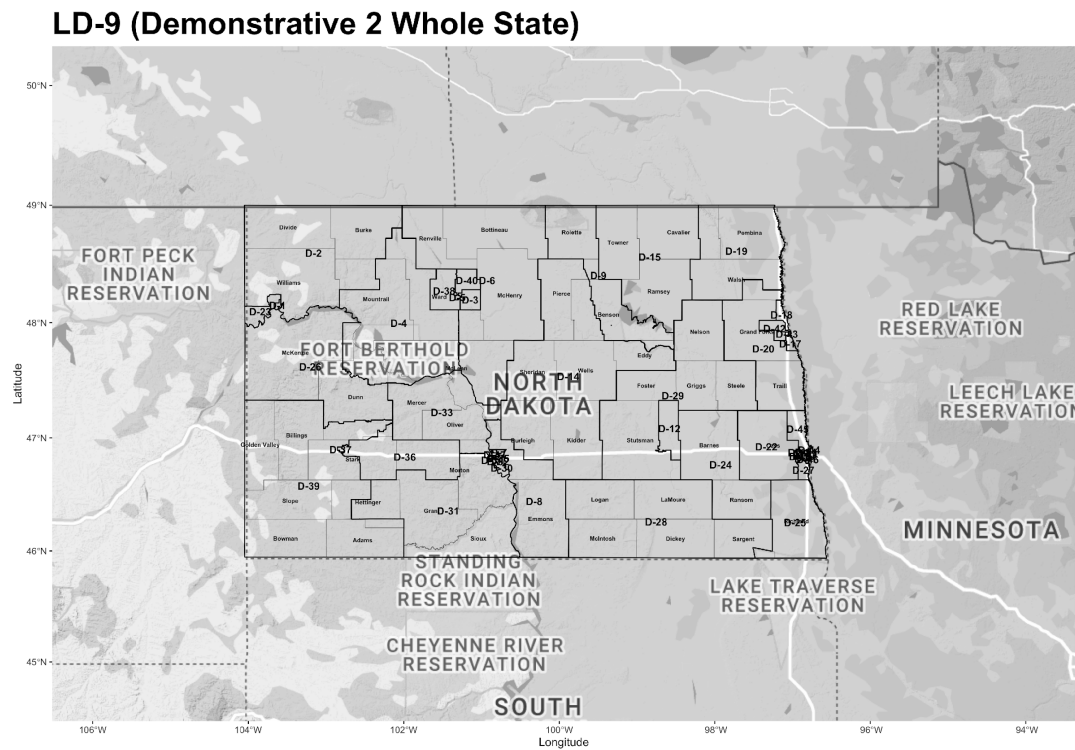 LD-9 (Demonstrative 2 Whole State)
50°N
49°N
48°N
47°N
46°N
45°N
Latitude
106°W
104°W
102°W
100°W
98°W
96°W
94°W
Longitude
FORT PECK
INDIAN
RESERVATION
RED LAKE
RESERVATION
LEECH LAKE
RESERVATION
FORT BERTHOLD
RESERVATION
NORTH
DAKOTA
MINNESOTA
STANDING
ROCK INDIAN
RESERVATION
LAKE TRAVERSE
RESERVATION
CHEYENNE RIVER
RESERVATION
SOUTH
Divide
Burke
Renville
Bottineau
Rolette
Towner
Cavalier
Pembina
D-2
D-9
D-15
D-19
Williams
Mountrail
Ward
McHenry
Pierce
Benson
Ramsey
Walsh
D-40
D-6
D-38
D-3
D-4
D-18
D-42
D-17
D-20
Nelson
Grand Forks
McKenzie
D-26
Dunn
Mercer
Oliver
D-33
Sheridan
Wells
D-14
Eddy
Foster
Griggs
Steele
Traill
D-29
Golden Valley
Billings
Stark
D-37
D-36
Morton
Burleigh
Kidder
Stutsman
D-12
Barnes
D-22
D-24
D-27
D-30
D-39
Slope
Hettinger
Grant
D-31
D-8
Emmons
Logan
LaMoure
Ransom
D-25
Bowman
Adams
Sioux
McIntosh
D-28
Dickey
Sargent